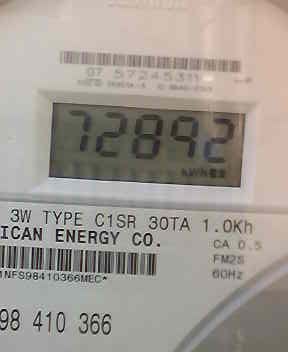 07 57245311
72892
kWh
3W TYPE C1SR 30TA 1.0Kh
ICAN ENERGY CO.
CA 0.5
FM2S
60Hz
1NFS98410366MEC*
98 410 366